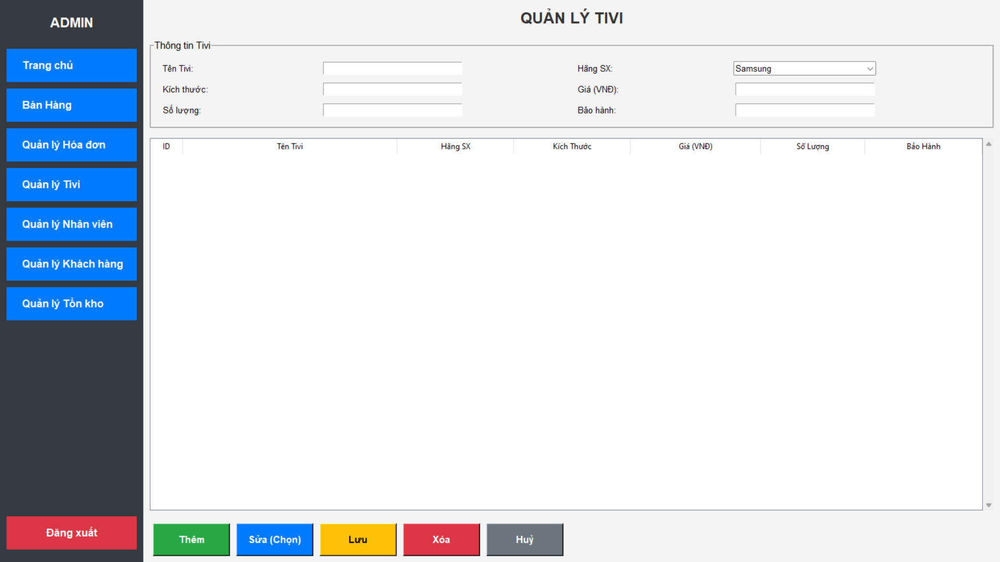 ADMIN
Trang chủ
Bán Hàng
Quản lý Hóa đơn
Quản lý Tivi
Quản lý Nhân viên
Quản lý Khách hàng
Quản lý Tồn kho
Đăng xuất
QUẢN LÝ TIVI
Thông tin Tivi
Tên Tivi:
Hãng SX: Samsung
Kích thước:
Giá (VNĐ):
Số lượng:
Bảo hành:
ID Tên Tivi Hãng SX Kích Thước Giá (VNĐ) Số Lượng Bảo Hành
Thêm Sửa (Chọn) Lưu Xóa Huỷ